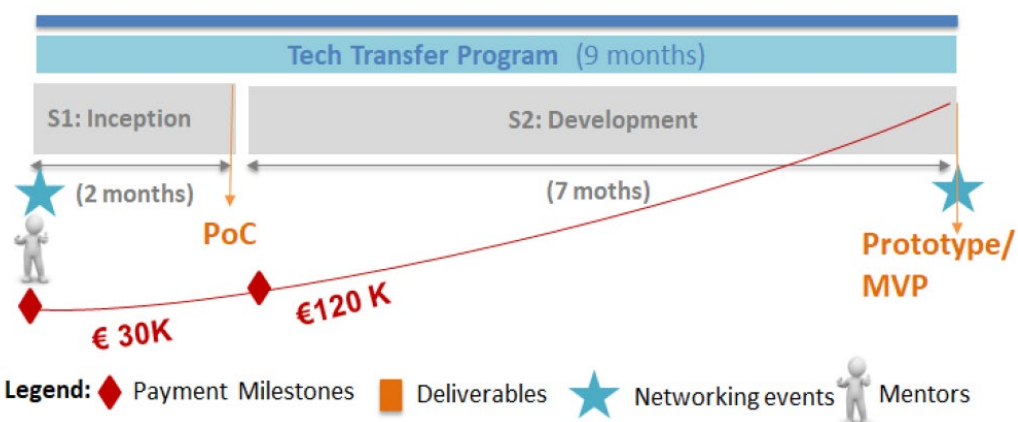 Tech Transfer Program (9 months)
S1: Inception
S2: Development
(2 months)
(7 moths)
PoC
Prototype/
MVP
€ 30K
€120 K
Legend: Payment Milestones Deliverables Networking events Mentors